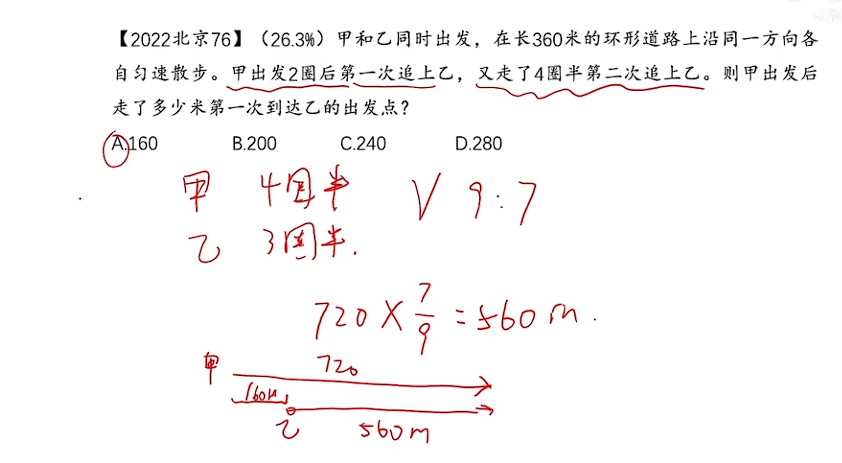 【2022北京76】（26.3%）甲和乙同时出发，在长360米的环形道路上沿同一方向各
自匀速散步。甲出发2圈后第一次追上乙，又走了4圈半第二次追上乙。则甲出发后
走了多少米第一次到达乙的出发点？
A.160 B.200 C.240 D.280
甲 4圈半 V 9:7
乙 3圈半.
720×7/9=560m.
甲 720
160m
乙 560m